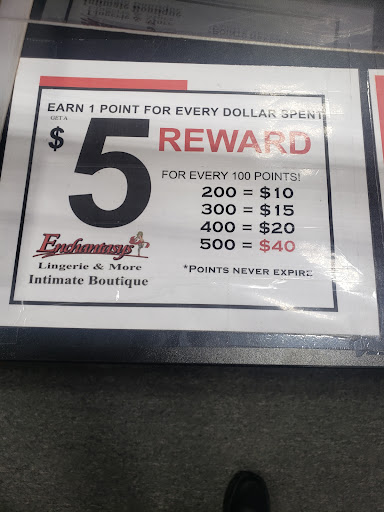 EARN 1 POINT FOR EVERY DOLLAR SPENT
GET A
$5 REWARD
FOR EVERY 100 POINTS!
200 = $10
300 = $15
400 = $20
500 = $40
*POINTS NEVER EXPIRE
Enchantasys
Lingerie & More
Intimate Boutique